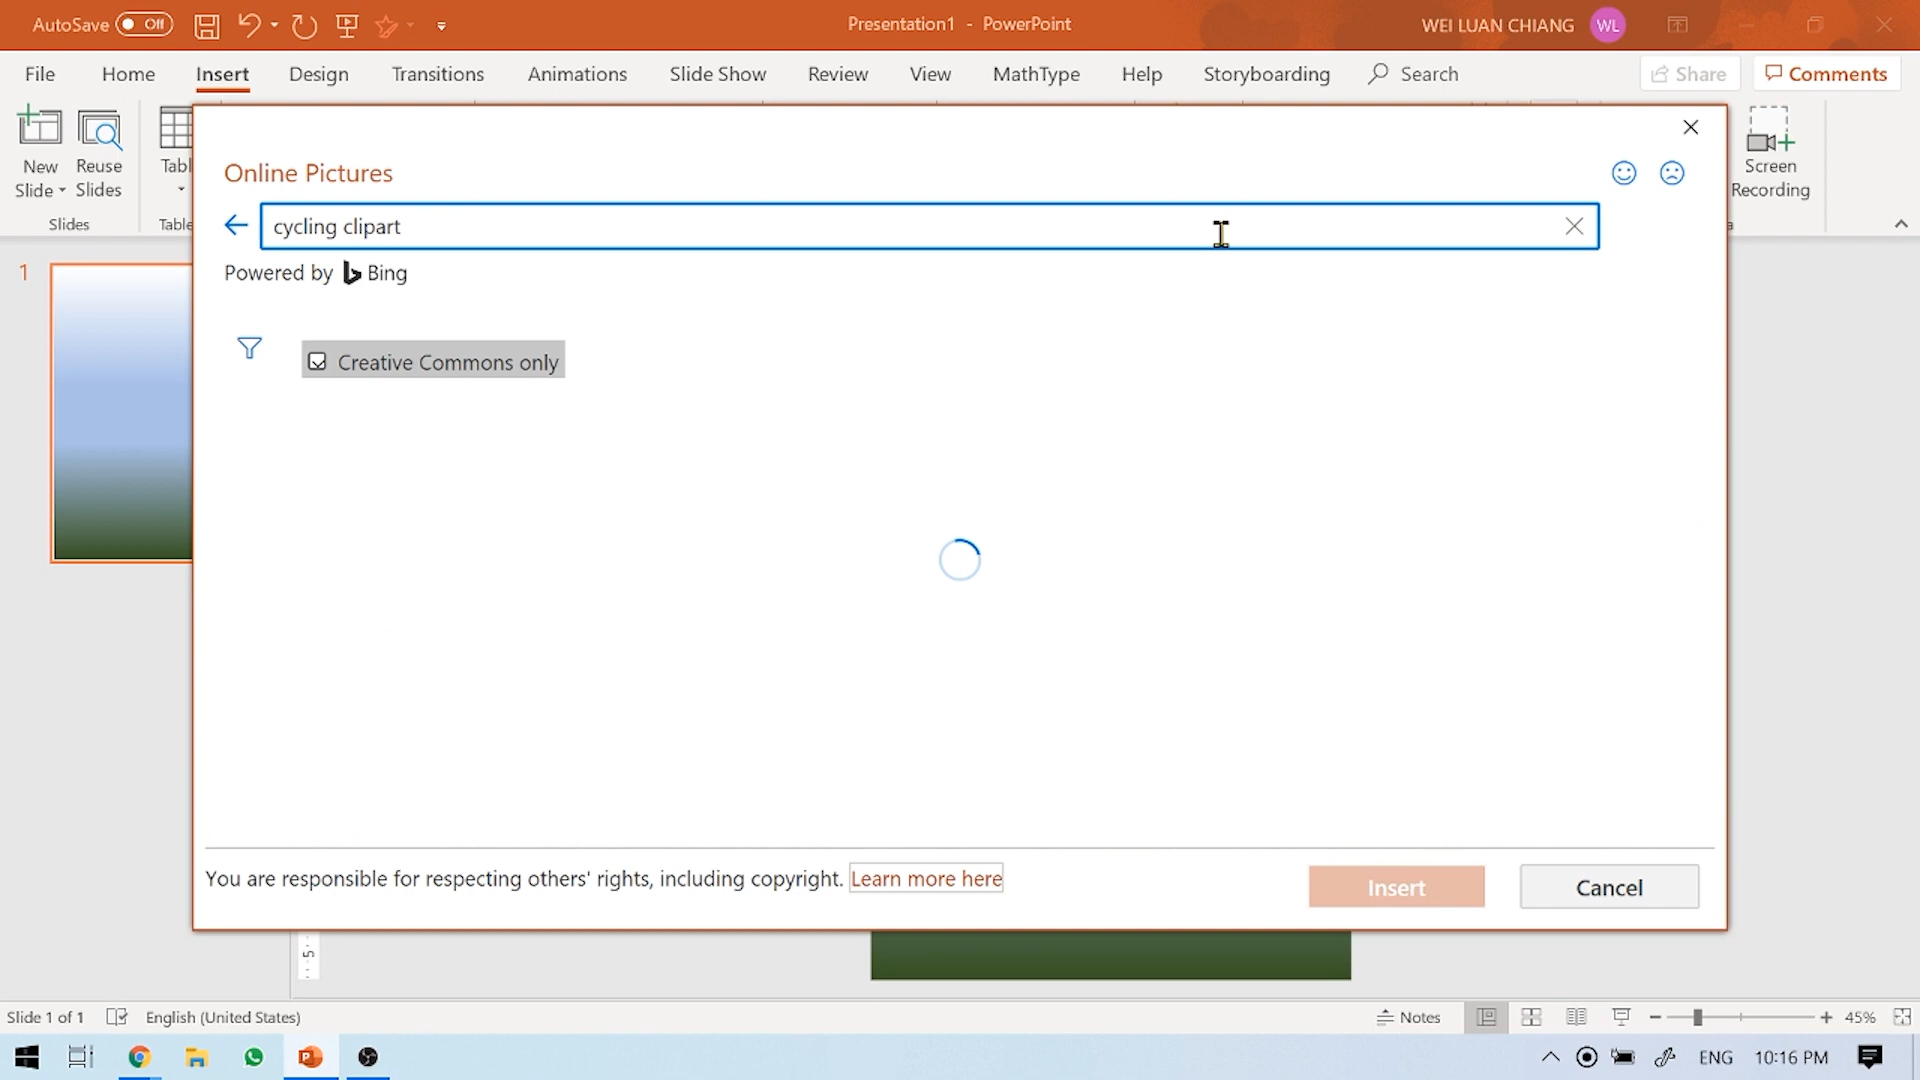 AutoSave Off
Presentation1 - PowerPoint
WEI LUAN CHIANG WL
File Home Insert Design Transitions Animations Slide Show Review View MathType Help Storyboarding Search Share Comments
New Slide
Reuse Slides
Tabl
Screen Recording
Slides
Table
Online Pictures
cycling clipart
Powered by Bing
1
Creative Commons only
You are responsible for respecting others' rights, including copyright. Learn more here
Insert Cancel
5
Slide 1 of 1 English (United States) Notes 45%
ENG 10:16 PM